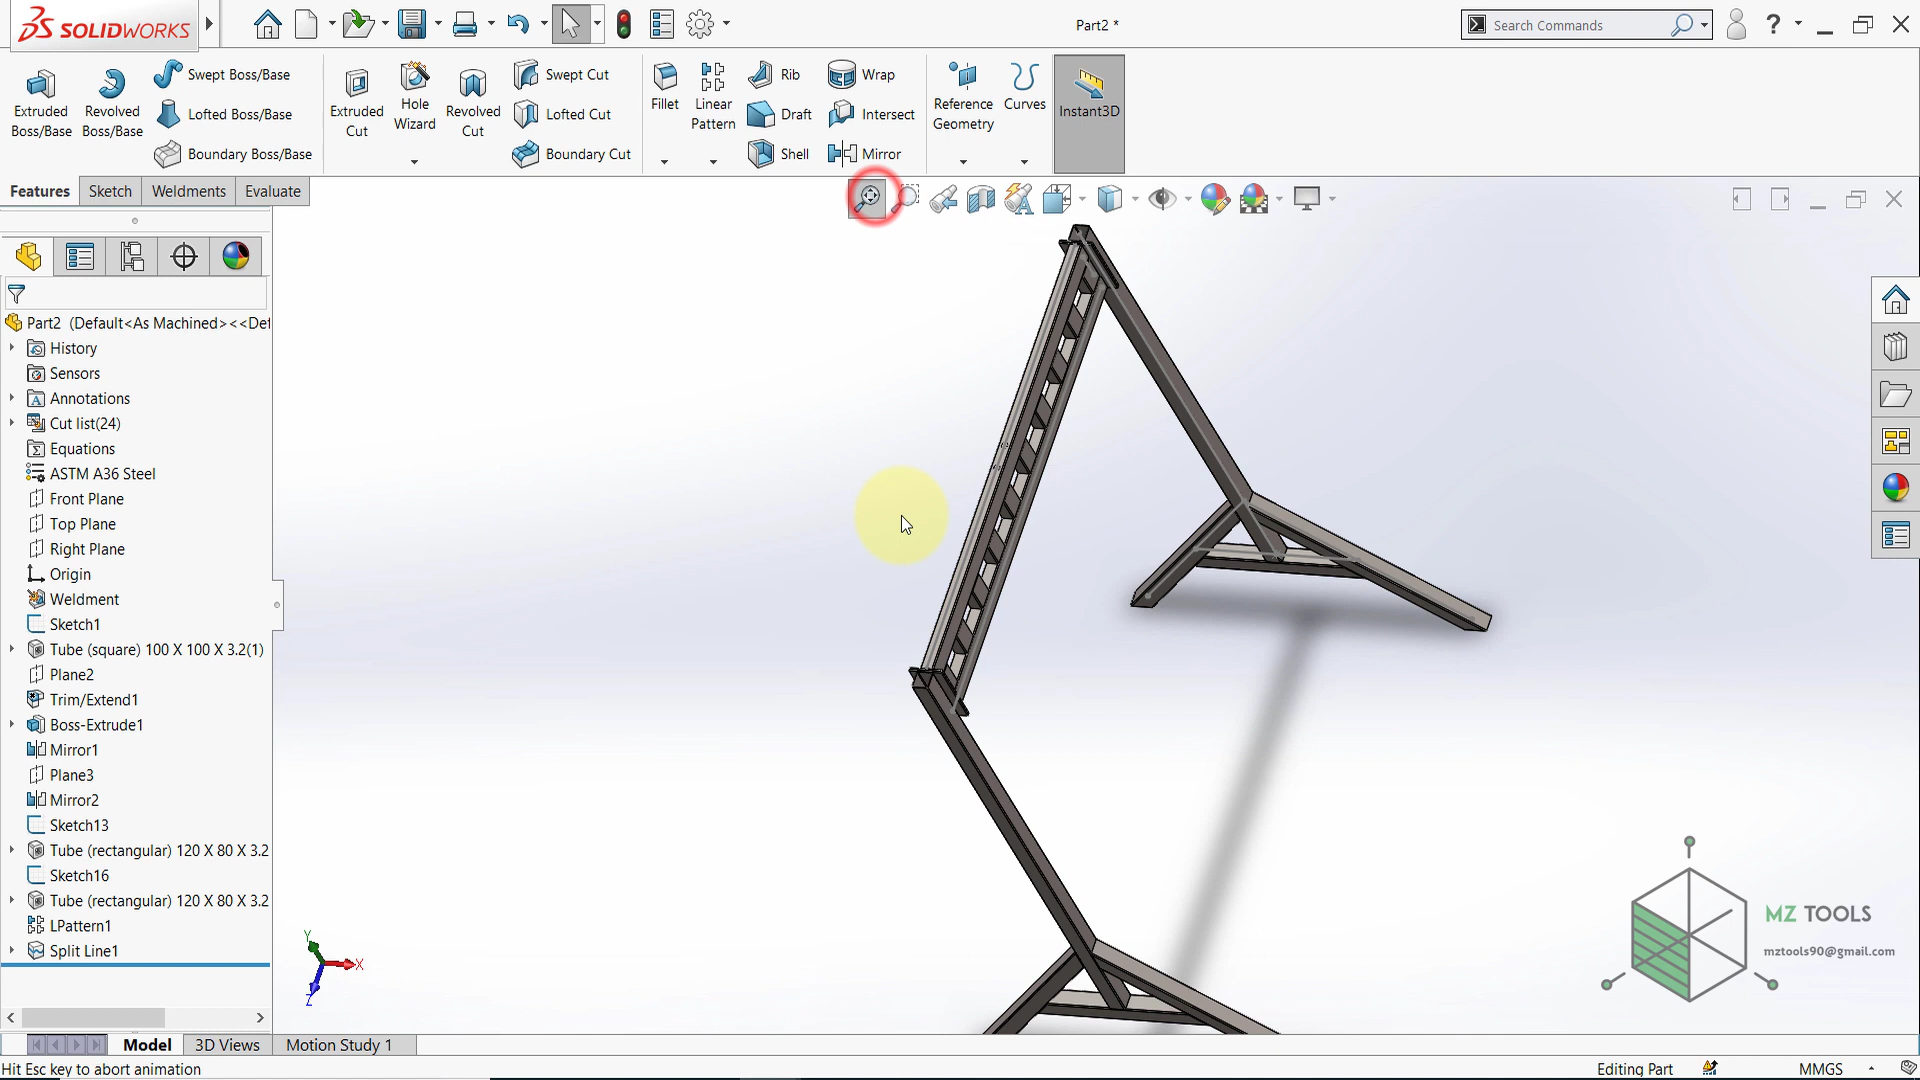 SOLIDWORKS
Part2 *
Search Commands
?
Extruded Boss/Base
Revolved Boss/Base
Swept Boss/Base
Lofted Boss/Base
Boundary Boss/Base
Extruded Cut
Hole Wizard
Revolved Cut
Swept Cut
Lofted Cut
Boundary Cut
Fillet
Linear Pattern
Rib
Draft
Shell
Wrap
Intersect
Mirror
Reference Geometry
Curves
Instant3D
Features
Sketch
Weldments
Evaluate
Part2 (Default<As Machined><<Def
History
Sensors
Annotations
Cut list(24)
Equations
ASTM A36 Steel
Front Plane
Top Plane
Right Plane
Origin
Weldment
Sketch1
Tube (square) 100 X 100 X 3.2(1)
Plane2
Trim/Extend1
Boss-Extrude1
Mirror1
Plane3
Mirror2
Sketch13
Tube (rectangular) 120 X 80 X 3.2
Sketch16
Tube (rectangular) 120 X 80 X 3.2
LPattern1
Split Line1
Y
X
Z
MZ TOOLS
mztools90@gmail.com
Model
3D Views
Motion Study 1
Hit Esc key to abort animation
Editing Part
MMGS